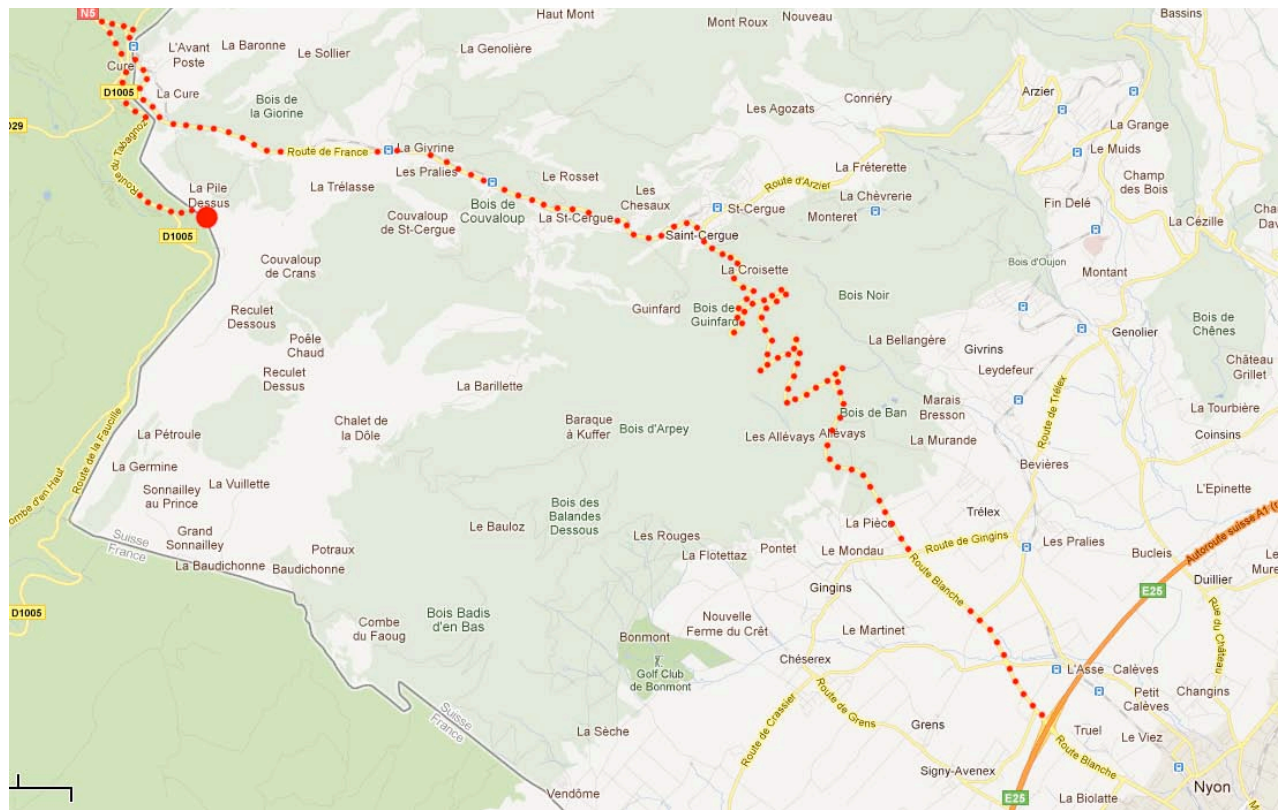 N5
Haut Mont
Mont Roux
Nouveau
Bassins
L'Avant
Poste
La Baronne
Le Sollier
La Genolière
Cure
D1005
La Cure
Bois de
la Giorine
Les Agozats
Conriéry
Arzier
La Grange
Le Muids
D29
Route de France
La Givrine
Route du Tabagnoz
La Pile
Dessus
La Trélasse
Les Pralies
Le Rosset
La Fréterette
Route d'Arzier
Champ
des Bois
Couvaloup
de St-Cergue
Bois de
Couvaloup
La St-Cergue
Les
Chesaux
St-Cergue
La Chèvrerie
Monteret
Fin Delé
La Cézille
D1005
Saint-Cergue
Couvaloup
de Crans
La Croisette
Bois d'Oujon
Montant
Reculet
Dessous
Guinfard
Bois de
Guinfard
Bois Noir
Poêle
Chaud
La Bellangère
Givrins
Genolier
Bois de
Chênes
Reculet
Dessus
La Barillette
Leydefeur
Château
Grillet
Marais
Bresson
Route de Trélex
La Tourbière
Chalet de
la Dôle
Baraque
à Kuffer
Bois d'Arpey
Bois de Ban
Les Allévays
Allévays
La Murande
Coinsins
La Pétroule
Route de la Faucille
La Germine
Sonnailley
au Prince
La Vuillette
Bevières
L'Epinette
Combe d'en Haut
Bois des
Balandes
Dessous
Le Bauloz
Les Rouges
La Pièce
Trélex
Autoroute suisse A1
Grand
Sonnailley
Suisse
France
La Baudichonne
Potraux
Baudichonne
La Flotettaz
Pontet
Le Mondau
Route de Gingins
Les Pralies
Bucleis
Duillier
Gingins
Route Blanche
E25
Rue du Château
D1005
Combe
du Faoug
Bois Badis
d'en Bas
Bonmont
Nouvelle
Ferme du Crêt
Le Martinet
Golf Club
de Bonmont
Chéserex
L'Asse
Calèves
Petit
Calèves
Changins
Suisse
France
La Sèche
Route de Crassier
Route de Grens
Grens
Truel
Le Viez
Route Blanche
Signy-Avenex
Nyon
Vendôme
E25
La Biolatte